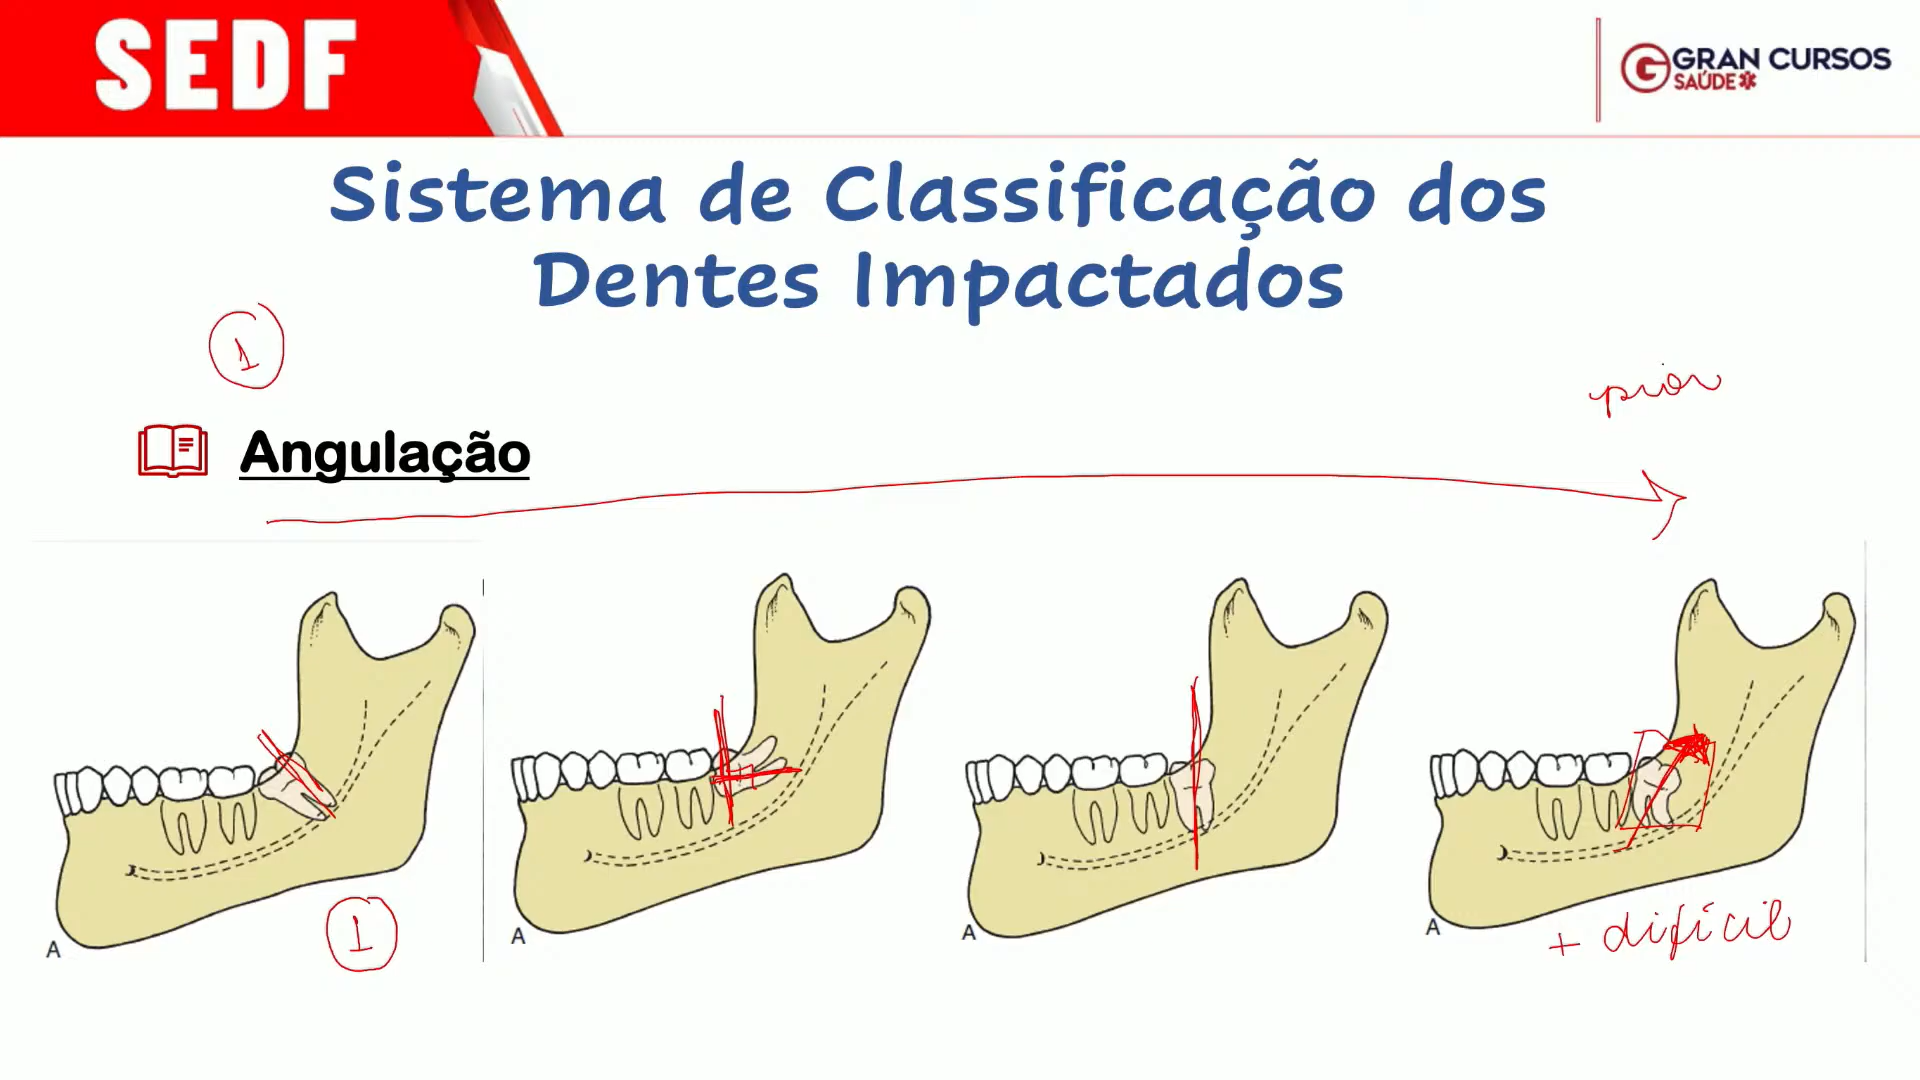 SEDF
GRAN CURSOS
SAÚDE
Sistema de Classificação dos
Dentes Impactados
1
pior
Angulação
A
1
A
A
A
+ difícil